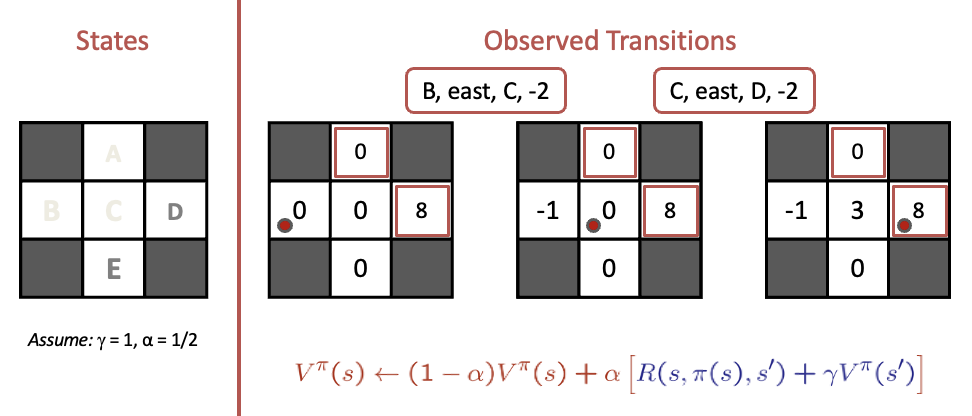 States
Observed Transitions
B, east, C, -2
C, east, D, -2
A
B C D
E
0
0 0 8
0
0
-1 0 8
0
0
-1 3 8
0
Assume: γ = 1, α = 1/2
V^π(s) ← (1 − α)V^π(s) + α [R(s, π(s), s′) + γV^π(s′)]